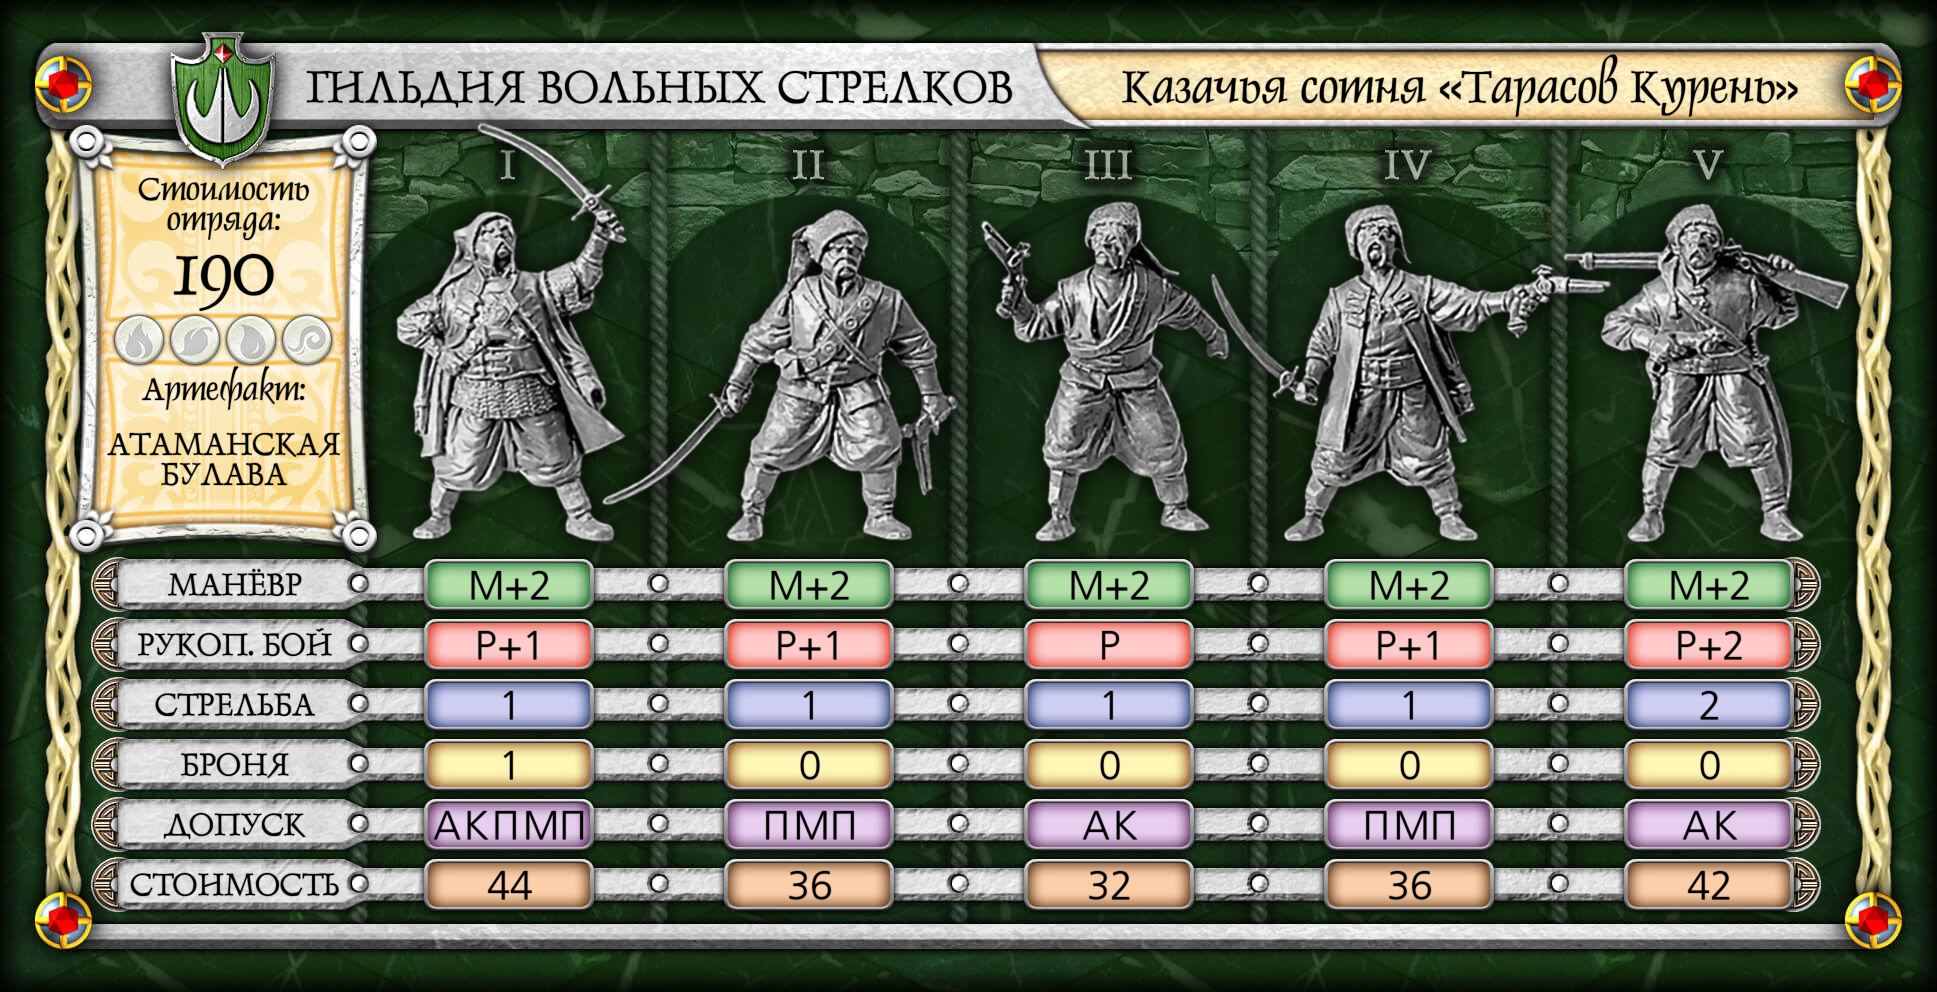 ГИЛЬДИЯ ВОЛЬНЫХ СТРЕЛКОВ
Казачья сотня «Тарасов Курень»
Стоимость
отряда:
190
Артефакт:
АТАМАНСКАЯ
БУЛАВА
I II III IV V
МАНЁВР М+2 М+2 М+2 М+2 М+2
РУКОП. БОЙ Р+1 Р+1 Р Р+1 Р+2
СТРЕЛЬБА 1 1 1 1 2
БРОНЯ 1 0 0 0 0
ДОПУСК АКПМП ПМП АК ПМП АК
СТОИМОСТЬ 44 36 32 36 42